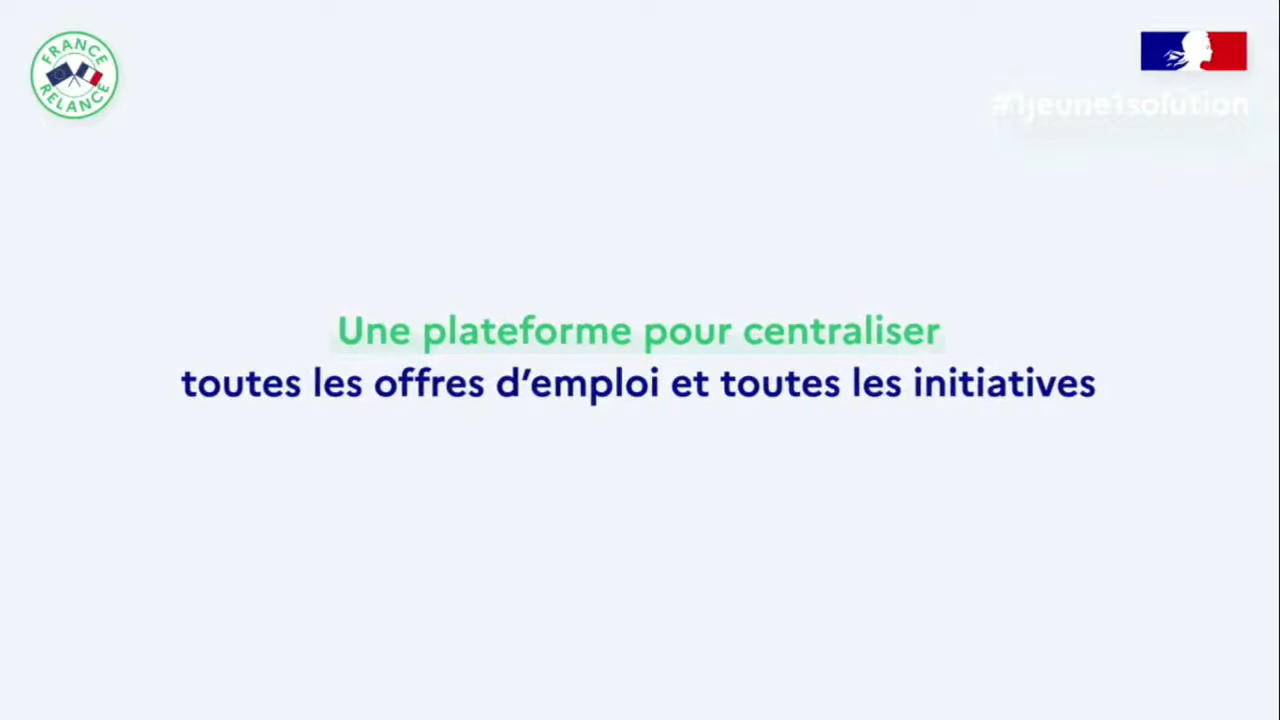 FRANCE
RELANCE
#1jeune1solution
Une plateforme pour centraliser
toutes les offres d’emploi et toutes les initiatives